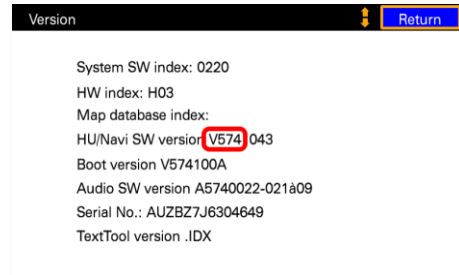 Version
Return
System SW index: 0220
HW index: H03
Map database index:
HU/Navi SW version V574 043
Boot version V574100A
Audio SW version A5740022-021à09
Serial No.: AUZBZ7J6304649
TextTool version .IDX